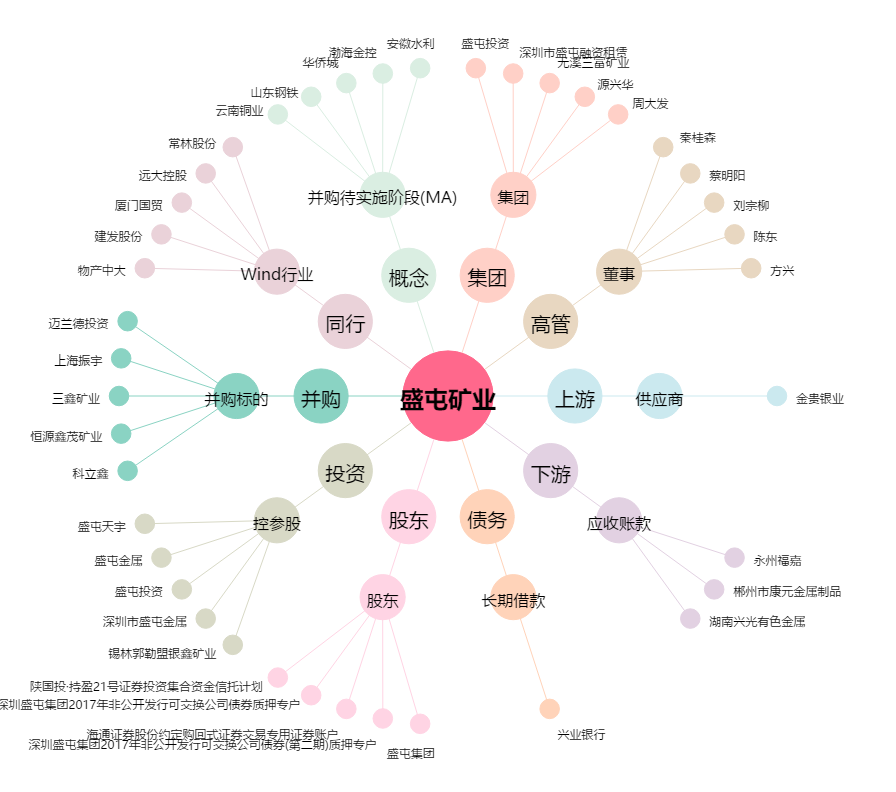 安徽水利
渤海金控
华侨城
山东钢铁
云南铜业
并购待实施阶段(MA)
概念
盛屯投资
深圳市盛屯融资租赁
尤溪三富矿业
源兴华
周大发
集团
集团
秦桂森
蔡明阳
刘宗柳
陈东
方兴
董事
高管
常林股份
远大控股
厦门国贸
建发股份
物产中大
Wind行业
同行
迈兰德投资
上海振宇
三鑫矿业
恒源鑫茂矿业
科立鑫
并购标的
并购
盛屯矿业
上游
供应商
金贵银业
投资
控参股
盛屯天宇
盛屯金属
盛屯投资
深圳市盛屯金属
锡林郭勒盟银鑫矿业
下游
应收账款
永州福嘉
郴州市康元金属制品
湖南兴光有色金属
股东
股东
陕国投·持盈21号证券投资集合资金信托计划
深圳盛屯集团2017年非公开发行可交换公司债券质押专户
海通证券股份约定购回式证券交易专用证券账户
深圳盛屯集团2017年非公开发行可交换公司债券(第二期)质押专户
盛屯集团
债务
长期借款
兴业银行